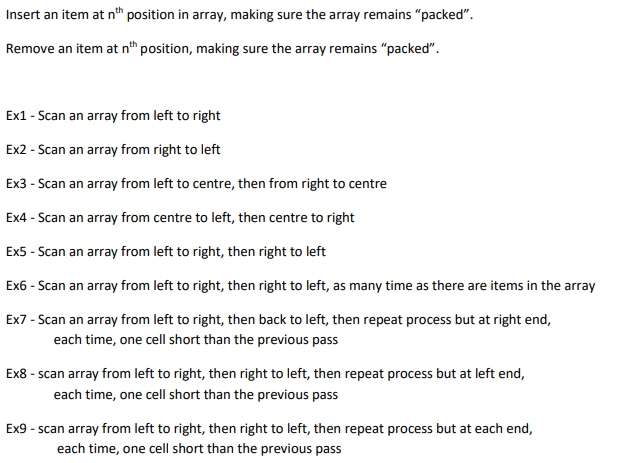 Insert an item at nth position in array, making sure the array remains “packed”.
Remove an item at nth position, making sure the array remains “packed”.
Ex1 - Scan an array from left to right
Ex2 - Scan an array from right to left
Ex3 - Scan an array from left to centre, then from right to centre
Ex4 - Scan an array from centre to left, then centre to right
Ex5 - Scan an array from left to right, then right to left
Ex6 - Scan an array from left to right, then right to left, as many time as there are items in the array
Ex7 - Scan an array from left to right, then back to left, then repeat process but at right end,
each time, one cell short than the previous pass
Ex8 - scan array from left to right, then right to left, then repeat process but at left end,
each time, one cell short than the previous pass
Ex9 - scan array from left to right, then right to left, then repeat process but at each end,
each time, one cell short than the previous pass